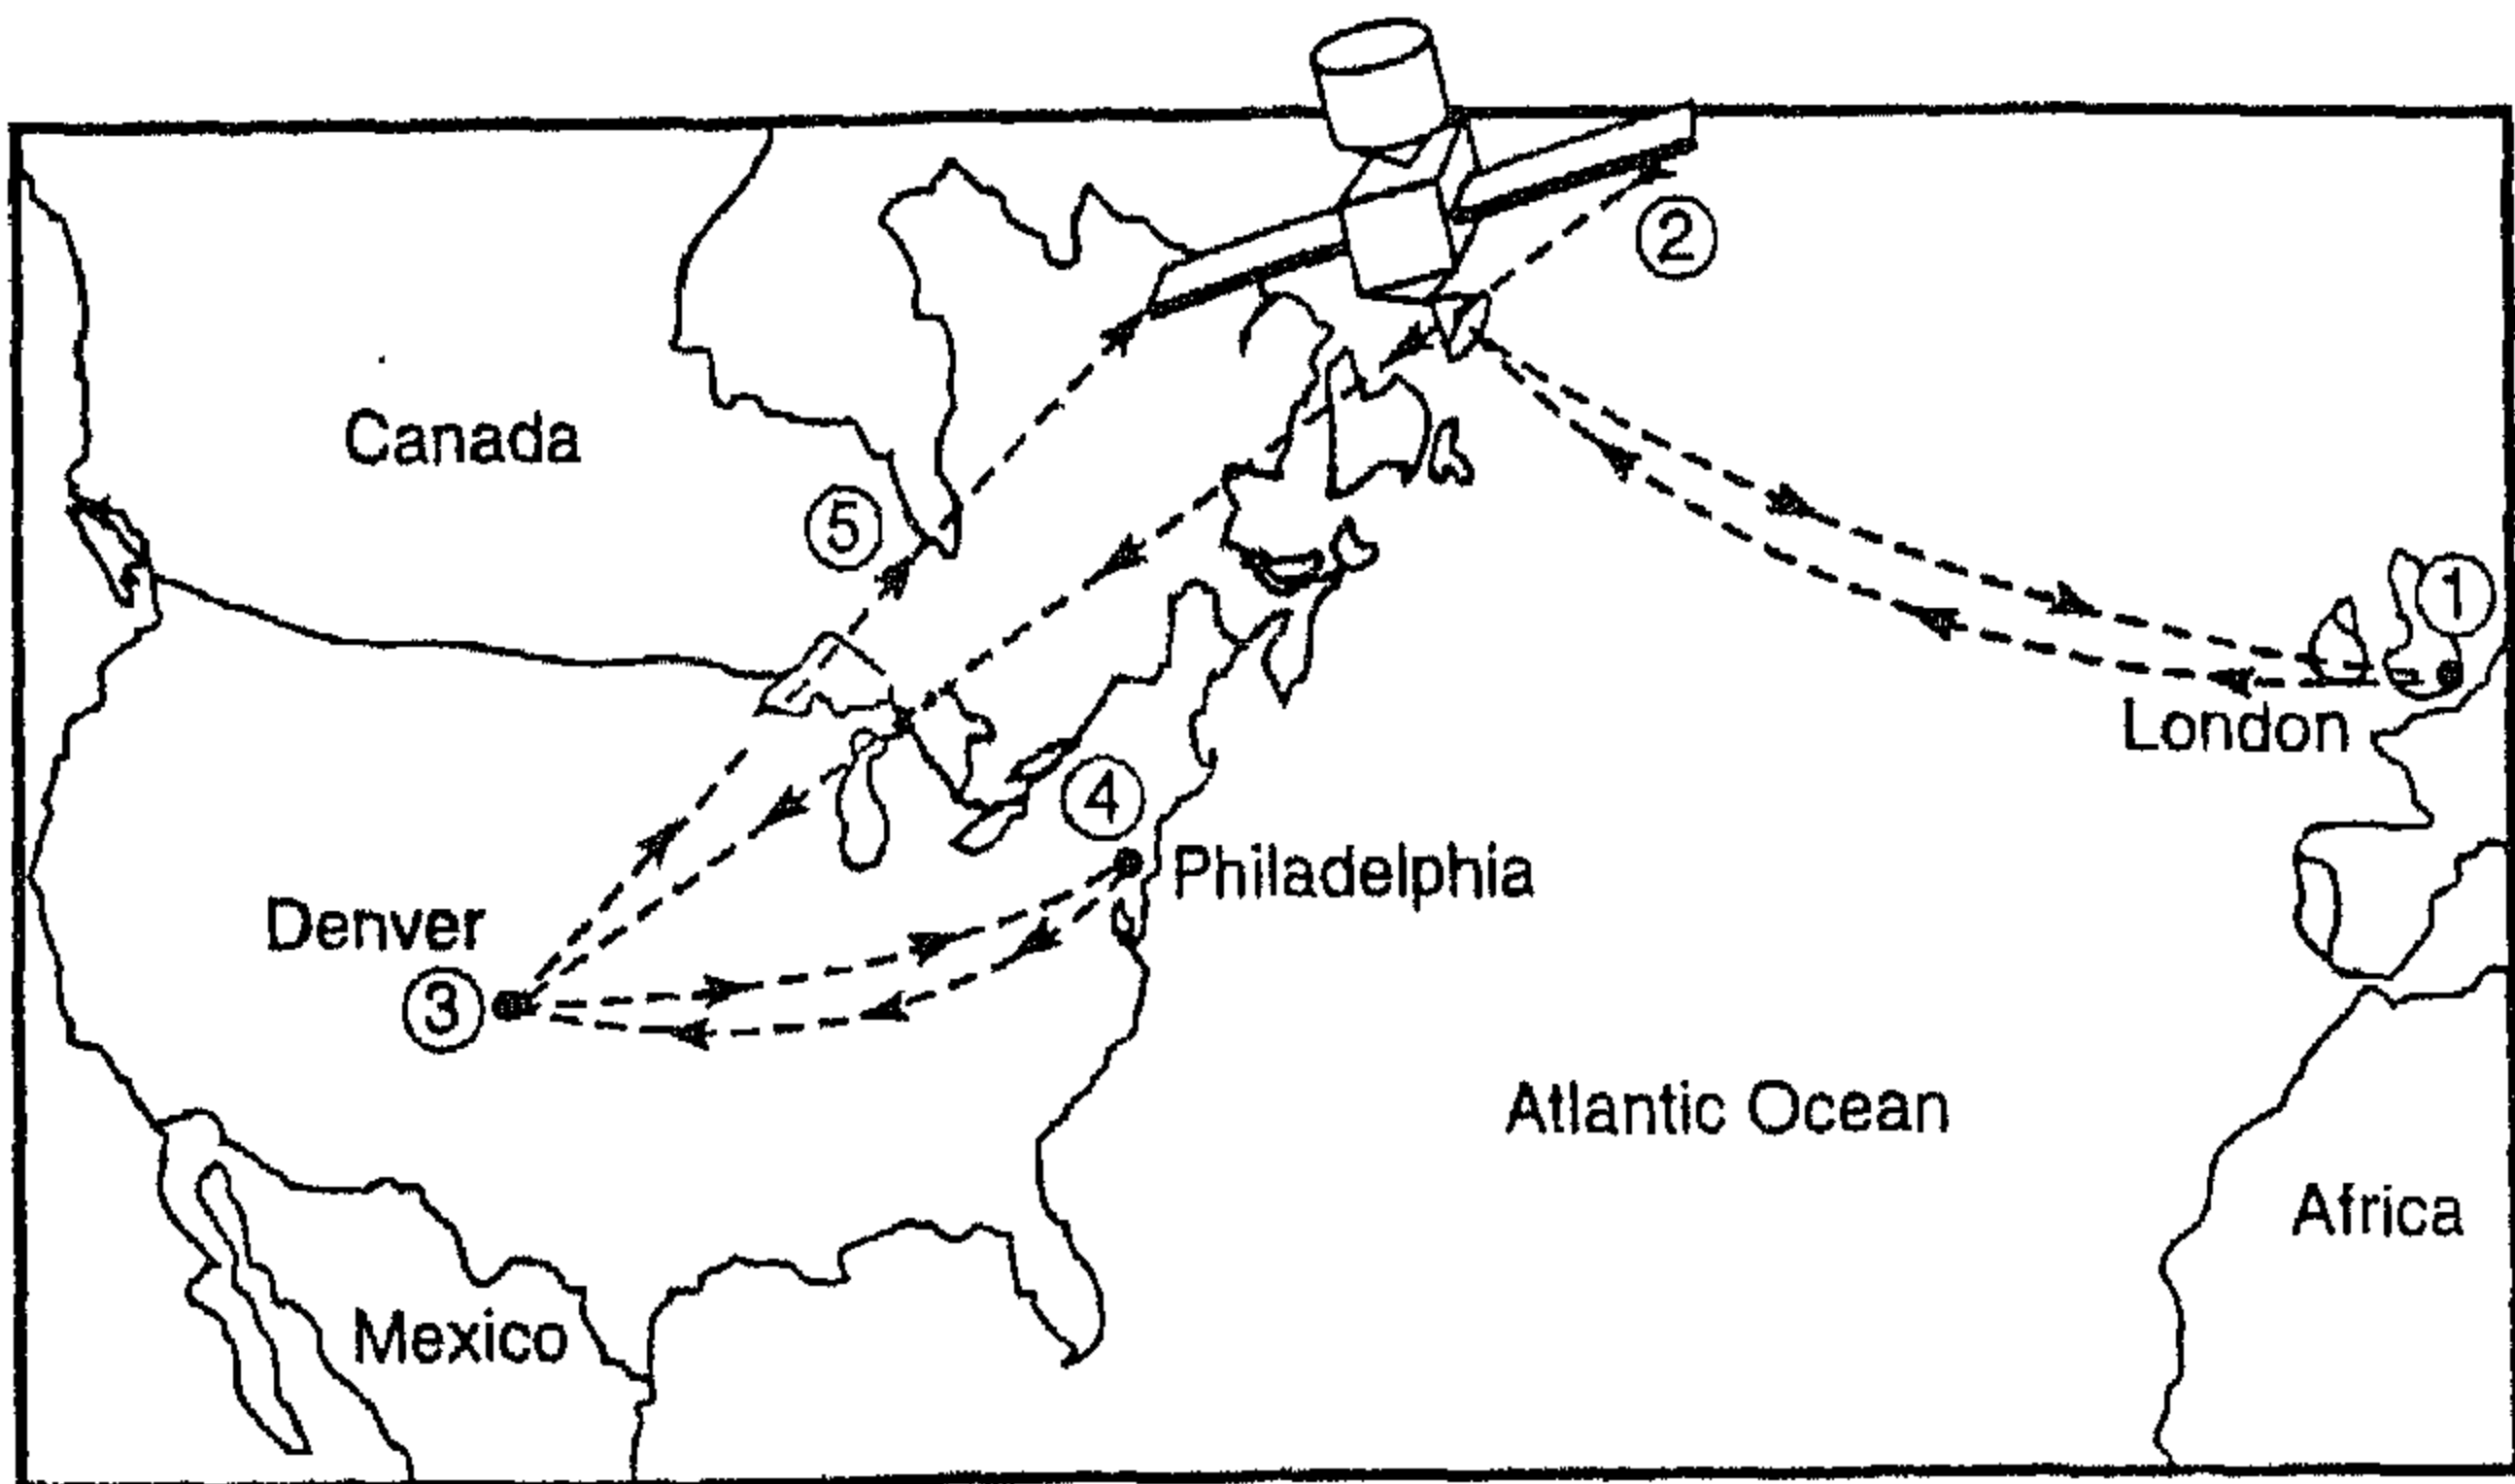 ②
Canada
⑤
①
London
④
Philadelphia
Denver
③
Atlantic Ocean
Africa
Mexico